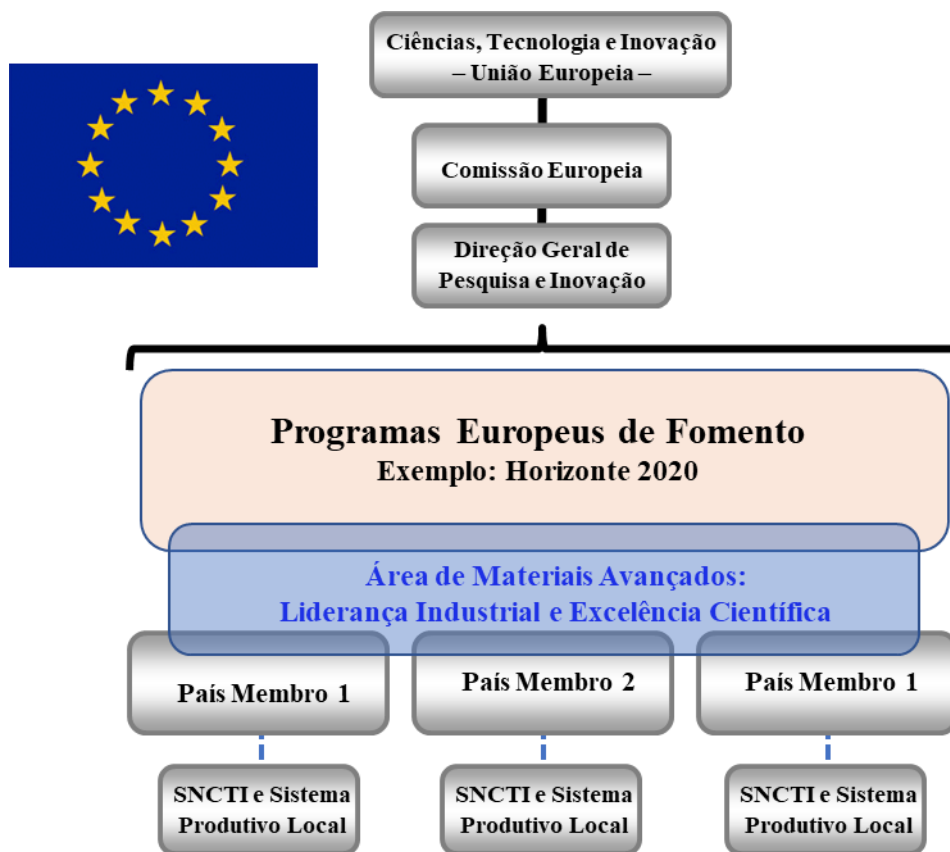 Ciências, Tecnologia e Inovação
– União Europeia –
Comissão Europeia
Direção Geral de
Pesquisa e Inovação
Programas Europeus de Fomento
Exemplo: Horizonte 2020
Área de Materiais Avançados:
Liderança Industrial e Excelência Científica
País Membro 1
País Membro 2
País Membro 1
SNCTI e Sistema
Produtivo Local
SNCTI e Sistema
Produtivo Local
SNCTI e Sistema
Produtivo Local